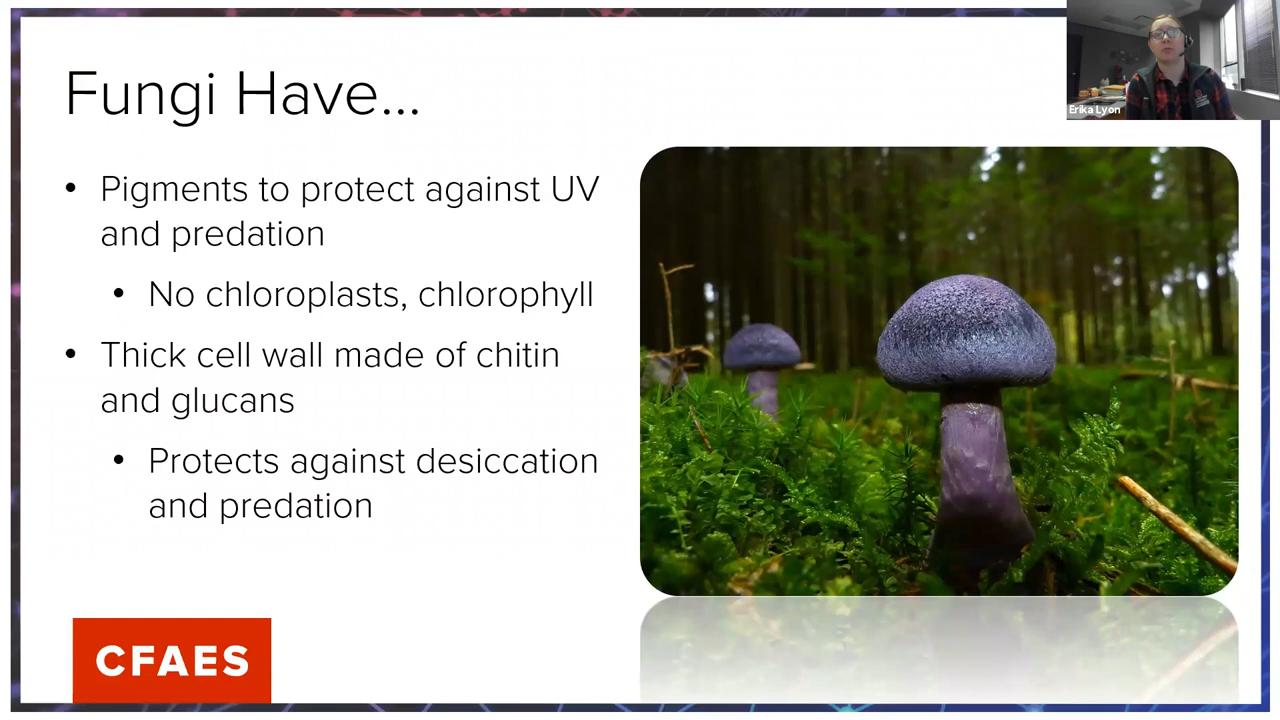 Fungi Have...
Erika Lyon
• Pigments to protect against UV
and predation
• No chloroplasts, chlorophyll
• Thick cell wall made of chitin
and glucans
• Protects against desiccation
and predation
CFAES